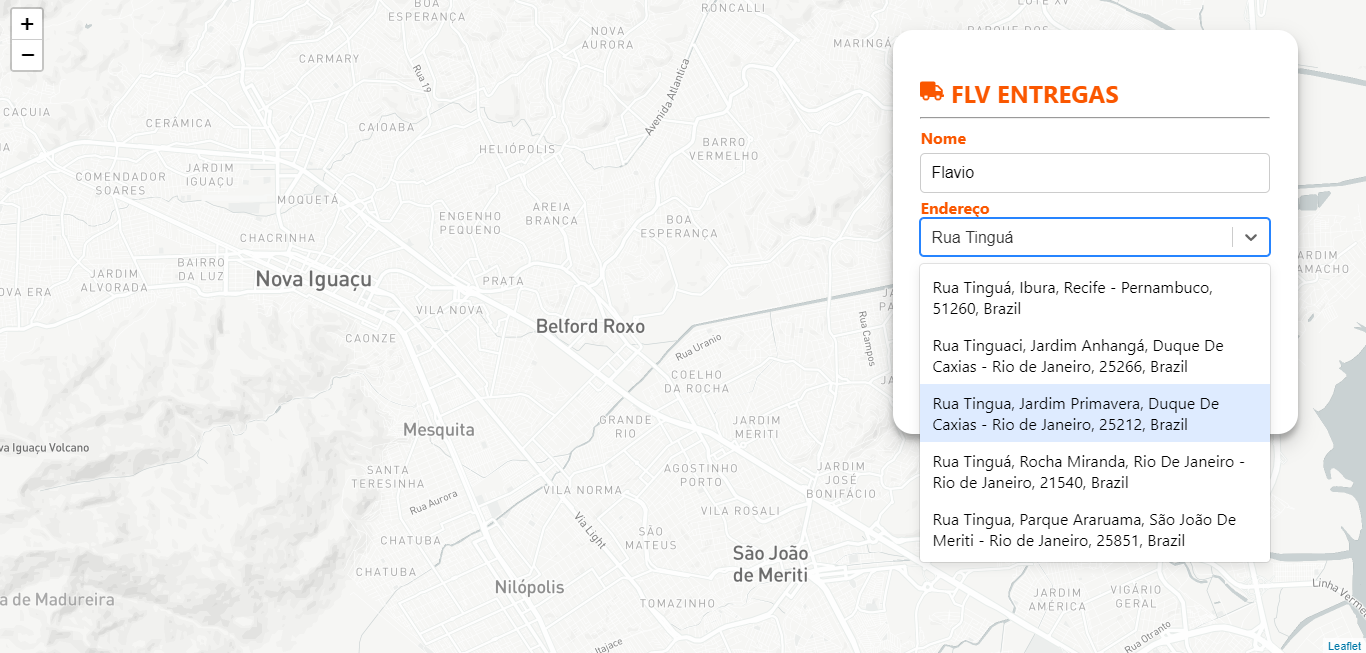 +
−
FLV ENTREGAS
Nome
Flavio
Endereço
Rua Tinguá
Rua Tinguá, Ibura, Recife - Pernambuco,
51260, Brazil
Rua Tinguaci, Jardim Anhangá, Duque De
Caxias - Rio de Janeiro, 25266, Brazil
Rua Tingua, Jardim Primavera, Duque De
Caxias - Rio de Janeiro, 25212, Brazil
Rua Tinguá, Rocha Miranda, Rio De Janeiro -
Rio de Janeiro, 21540, Brazil
Rua Tingua, Parque Araruama, São João De
Meriti - Rio de Janeiro, 25851, Brazil
BOA
ESPERANÇA
RONCALLI
LOTE XV
NOVA
AURORA
MARINGÁ
CARMARY
Rua 19
Avenida Atlantica
CACUIA
CERÂMICA
CAIOABA
HELIÓPOLIS
BARRO
VERMELHO
COMENDADOR
SOARES
JARDIM
IGUAÇU
MOQUETÁ
ENGENHO
PEQUENO
AREIA
BRANCA
BOA
ESPERANÇA
CHACRINHA
BAIRRO
DA LUZ
JARDIM
ALVORADA
OVA ERA
Nova Iguaçu
PRATA
VILA NOVA
Belford Roxo
CAONZE
Rua Uranio
Rua Campos
COELHO
DA ROCHA
GRANDE
RIO
JARDIM
MERITI
Mesquita
va Iguaçu Volcano
SANTA
TERESINHA
AGOSTINHO
PORTO
JARDIM
JOSÉ
BONIFÁCIO
VILA NORMA
Rua Aurora
VILA ROSALI
Via Light
SÃO
MATEUS
CHATUBA
São João
de Meriti
CHATUBA
Nilópolis
a de Madureira
TOMAZINHO
JARDIM
AMÉRICA
VIGÁRIO
GERAL
Linha Verme
Rua Otranto
Itajace
ARDIM
AMACHO
Leaflet